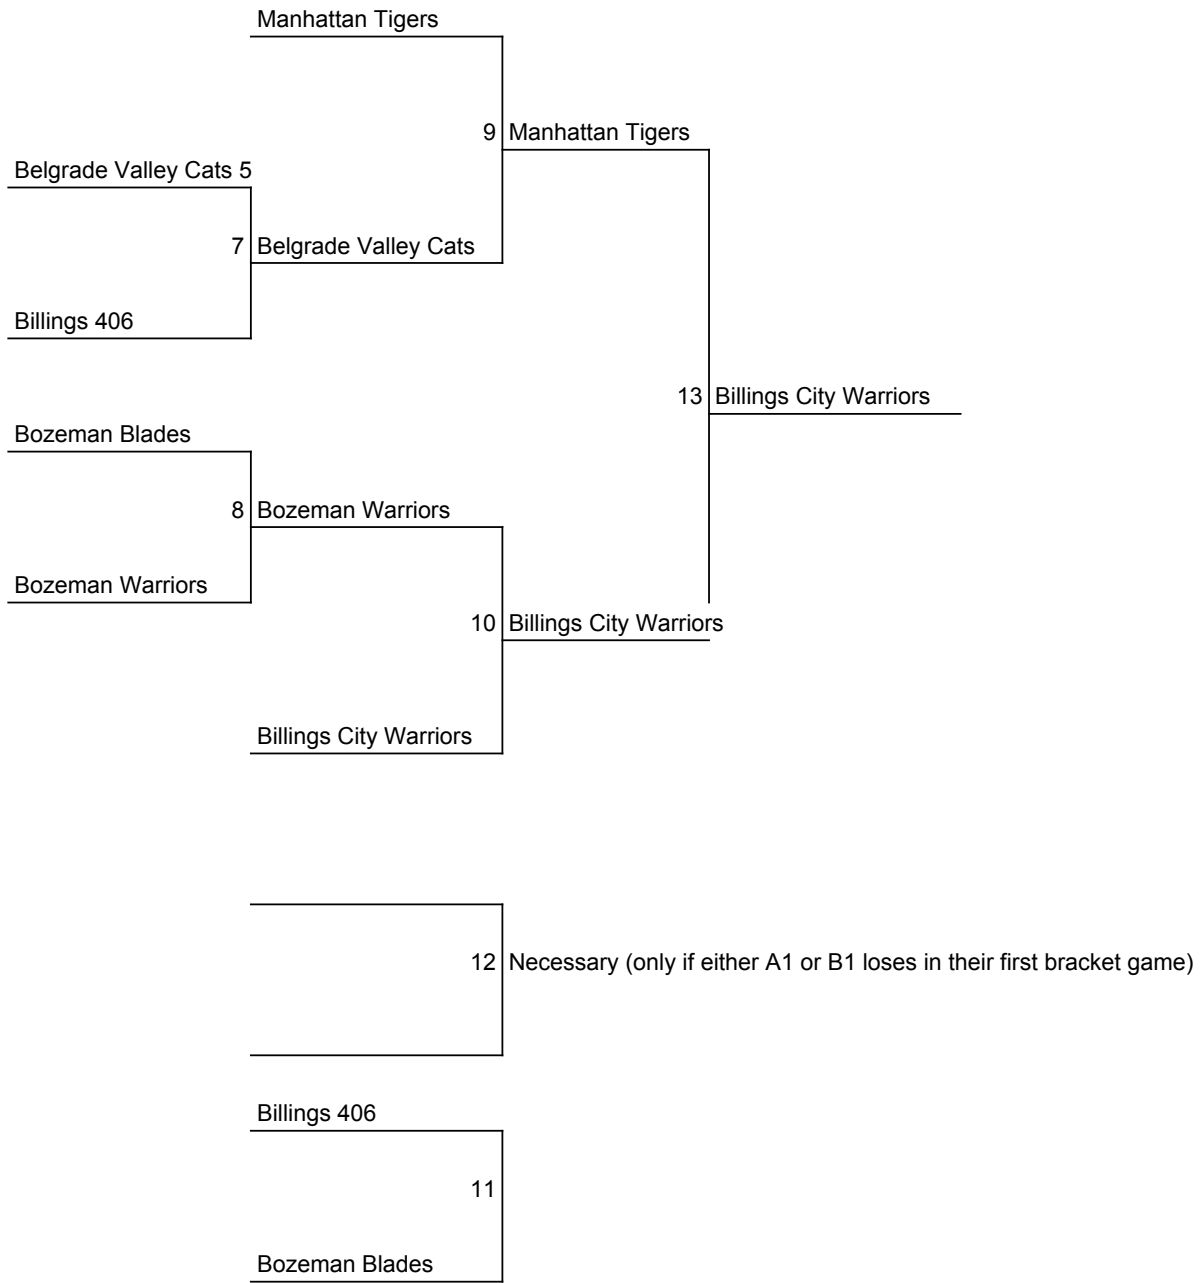 Manhattan Tigers
9 Manhattan Tigers
Belgrade Valley Cats 5
7 Belgrade Valley Cats
Billings 406
13 Billings City Warriors
Bozeman Blades
8 Bozeman Warriors
Bozeman Warriors
10 Billings City Warriors
Billings City Warriors
12 Necessary (only if either A1 or B1 loses in their first bracket game)
Billings 406
11
Bozeman Blades